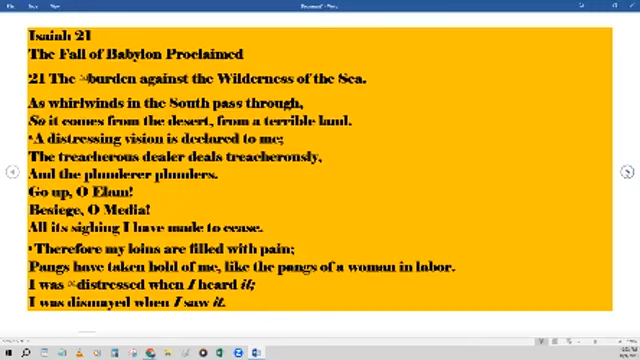 Isaiah 21
The Fall of Babylon Proclaimed
21 The burden against the Wilderness of the Sea.
As whirlwinds in the South pass through,
So it comes from the desert, from a terrible land.
A distressing vision is declared to me;
The treacherous dealer deals treacherously,
And the plunderer plunders.
Go up, O Elam!
Besiege, O Media!
All its sighing I have made to cease.
Therefore my loins are filled with pain;
Pangs have taken hold of me, like the pangs of a woman in labor.
I was distressed when I heard it;
I was dismayed when I saw it.